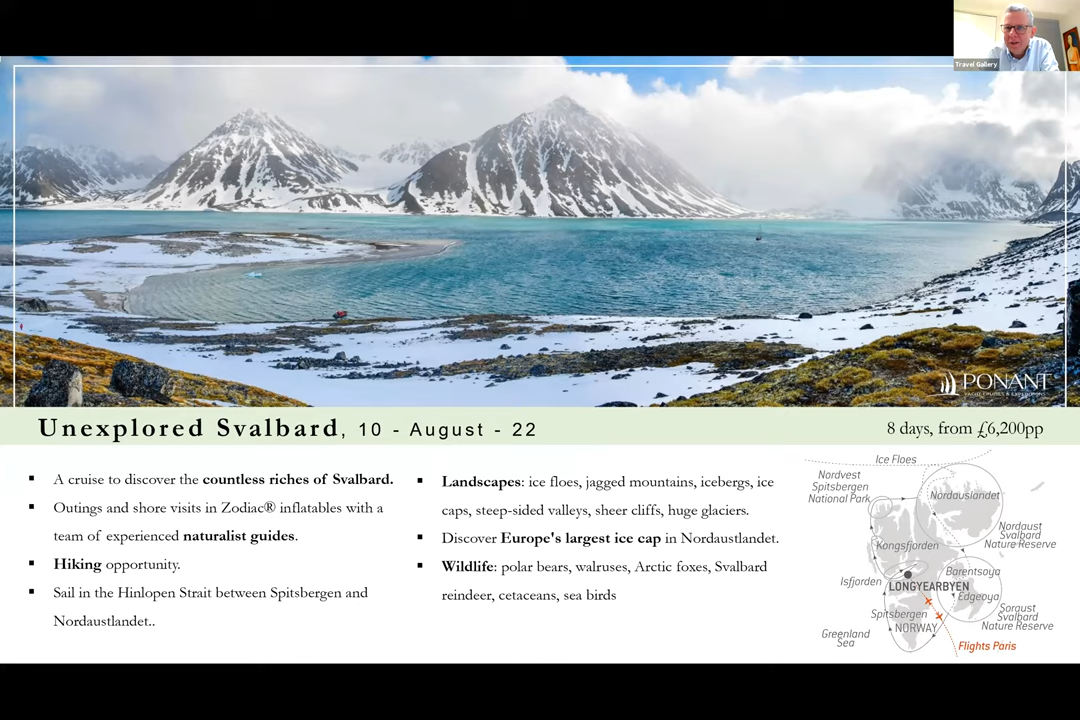 Travel Gallery
PONANT
YACHT CRUISES & EXPEDITIONS
Unexplored Svalbard, 10 - August - 22
8 days, from £6,200pp
▪ A cruise to discover the countless riches of Svalbard.
▪ Outings and shore visits in Zodiac® inflatables with a
team of experienced naturalist guides.
▪ Hiking opportunity.
▪ Sail in the Hinlopen Strait between Spitsbergen and
Nordaustlandet..
▪ Landscapes: ice floes, jagged mountains, icebergs, ice
caps, steep-sided valleys, sheer cliffs, huge glaciers.
▪ Discover Europe's largest ice cap in Nordaustlandet.
▪ Wildlife: polar bears, walruses, Arctic foxes, Svalbard
reindeer, cetaceans, sea birds
Ice Floes
Nordvest
Spitsbergen
National Park
Nordauslandet
Nordaust
Svalbard
Nature Reserve
Kongsfjorden
Barentsoya
Isfjorden
LONGYEARBYEN
Edgeoya
Spitsbergen
NORWAY
Soraust
Svalbard
Nature Reserve
Greenland
Sea
Flights Paris